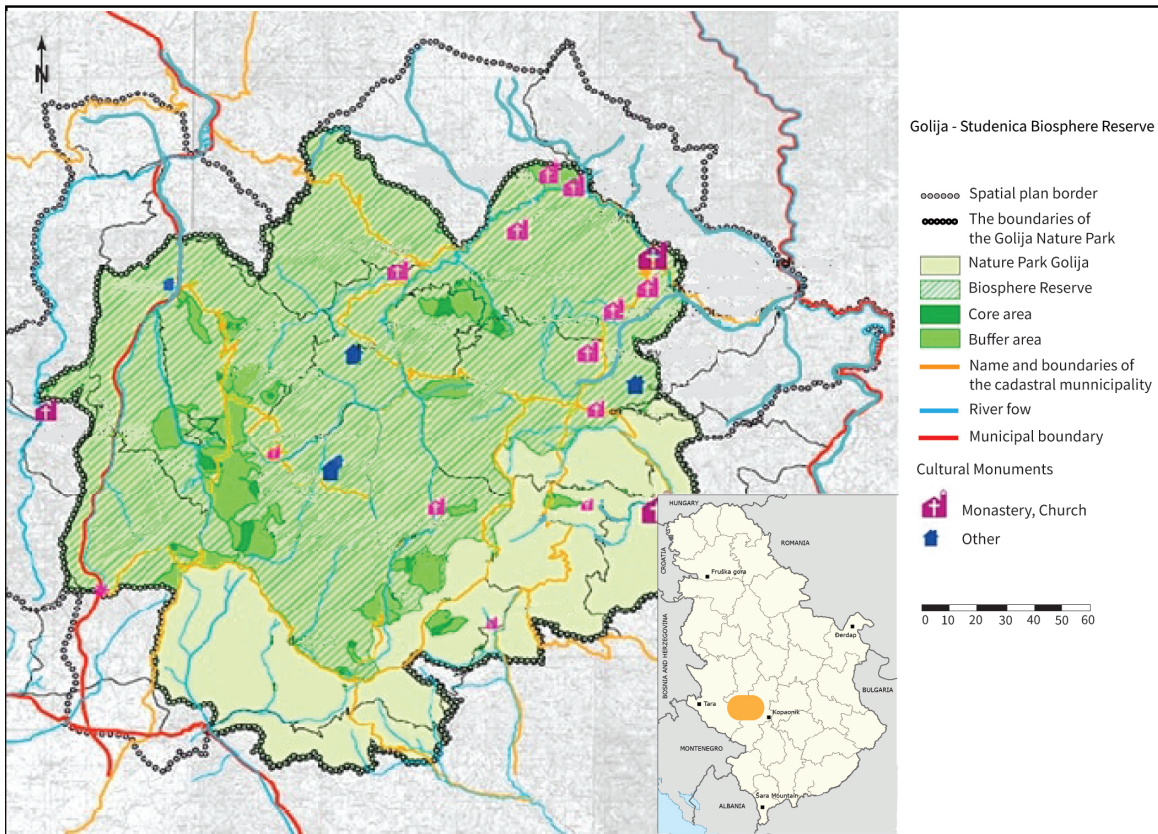 N
Golija - Studenica Biosphere Reserve
Spatial plan border
The boundaries of
the Golija Nature Park
Nature Park Golija
Biosphere Reserve
Core area
Buffer area
Name and boundaries of
the cadastral munnicipality
River fow
Municipal boundary
Cultural Monuments
Monastery, Church
Other
0 10 20 30 40 50 60
HUNGARY
ROMANIA
CROATIA
Fruška gora
BOSNIA AND HERZEGOVINA
Đerdap
BULGARIA
Tara
Kopaonik
MONTENEGRO
Šara Mountain
ALBANIA